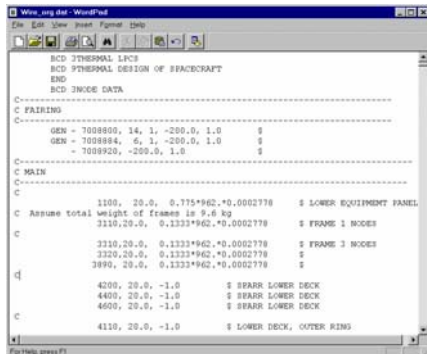 Wire_org.dat - WordPad
File Edit View Insert Format Help
BCD 3THERMAL LPCS
BCD 9THERMAL DESIGN OF SPACECRAFT
END
BCD 3NODE DATA
C---------------------------------------------------------------
C FAIRING
C---------------------------------------------------------------
GEN - 7008800, 14, 1, -200.0, 1.0 $
GEN - 7008884, 6, 1, -200.0, 1.0 $
- 7008920, -200.0, 1.0 $
C---------------------------------------------------------------
C MAIN
C---------------------------------------------------------------
1100, 20.0, 0.775*962.*0.0002778 $ LOWER EQUIPMENT PANEL
C Assume total weight of frames is 9.6 kg
3110,20.0, 0.1333*962.*0.0002778 $ FRAME 1 NODES
C
3310,20.0, 0.1333*962.*0.0002778 $ FRAME 3 NODES
3320,20.0, 0.1333*962.*0.0002778 $
3890, 20.0, 0.1333*962.*0.0002778 $
C
4200, 20.0, -1.0 $ SPARR LOWER DECK
4400, 20.0, -1.0 $ SPARR LOWER DECK
4600, 20.0, -1.0 $ SPARR LOWER DECK
C
4110, 20.0, -1.0 $ LOWER DECK, OUTER RING
For Help, press F1